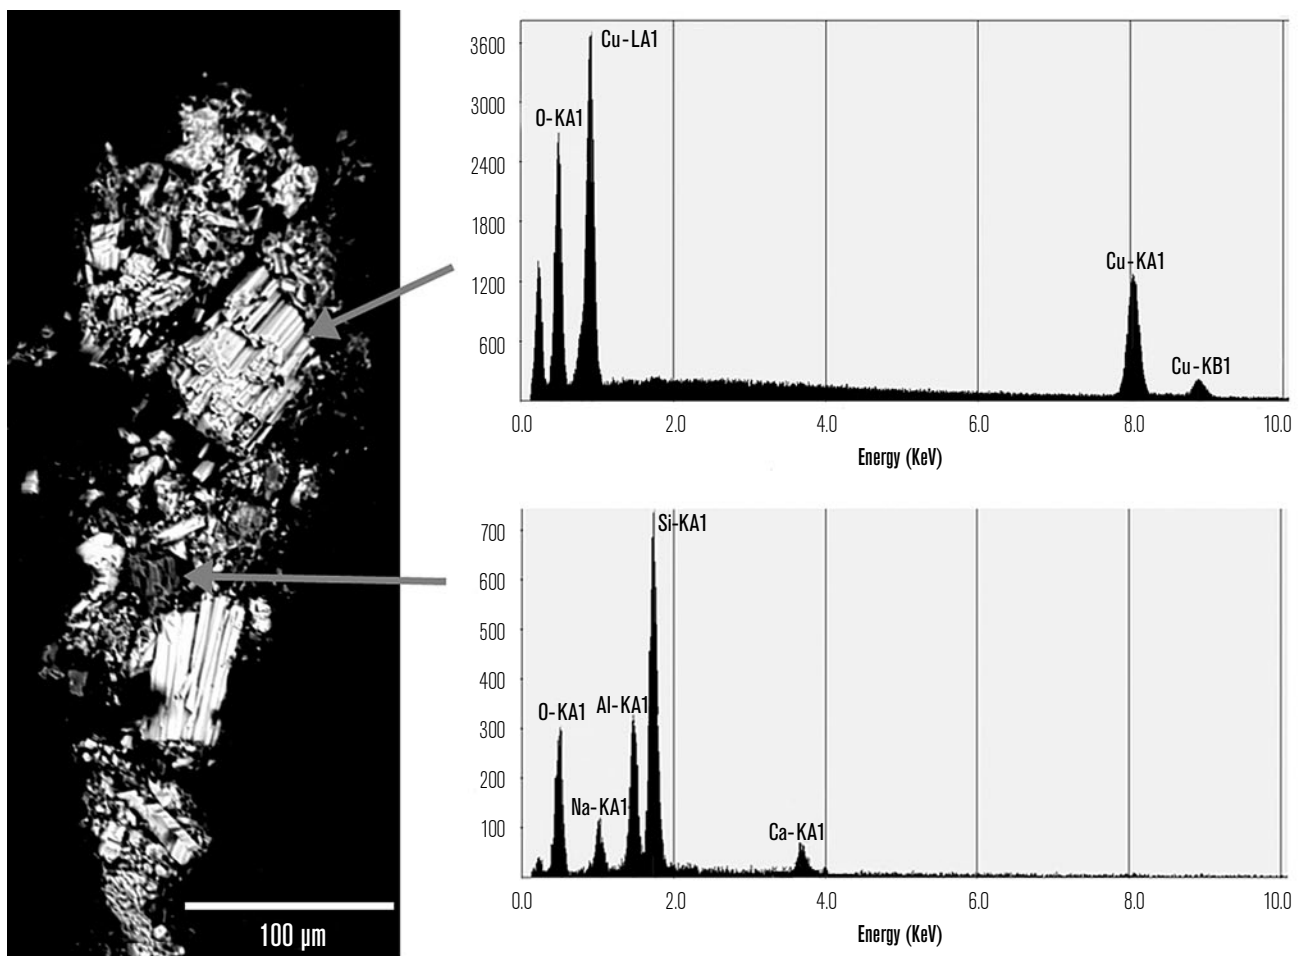 3600
3000
2400
1800
1200
600
Cu-LA1
O-KA1
Cu-KA1
Cu-KB1
0.0 2.0 4.0 6.0 8.0 10.0
Energy (KeV)
700
600
500
400
300
200
100
Si-KA1
Al-KA1
O-KA1
Na-KA1
Ca-KA1
0.0 2.0 4.0 6.0 8.0 10.0
Energy (KeV)
100 µm